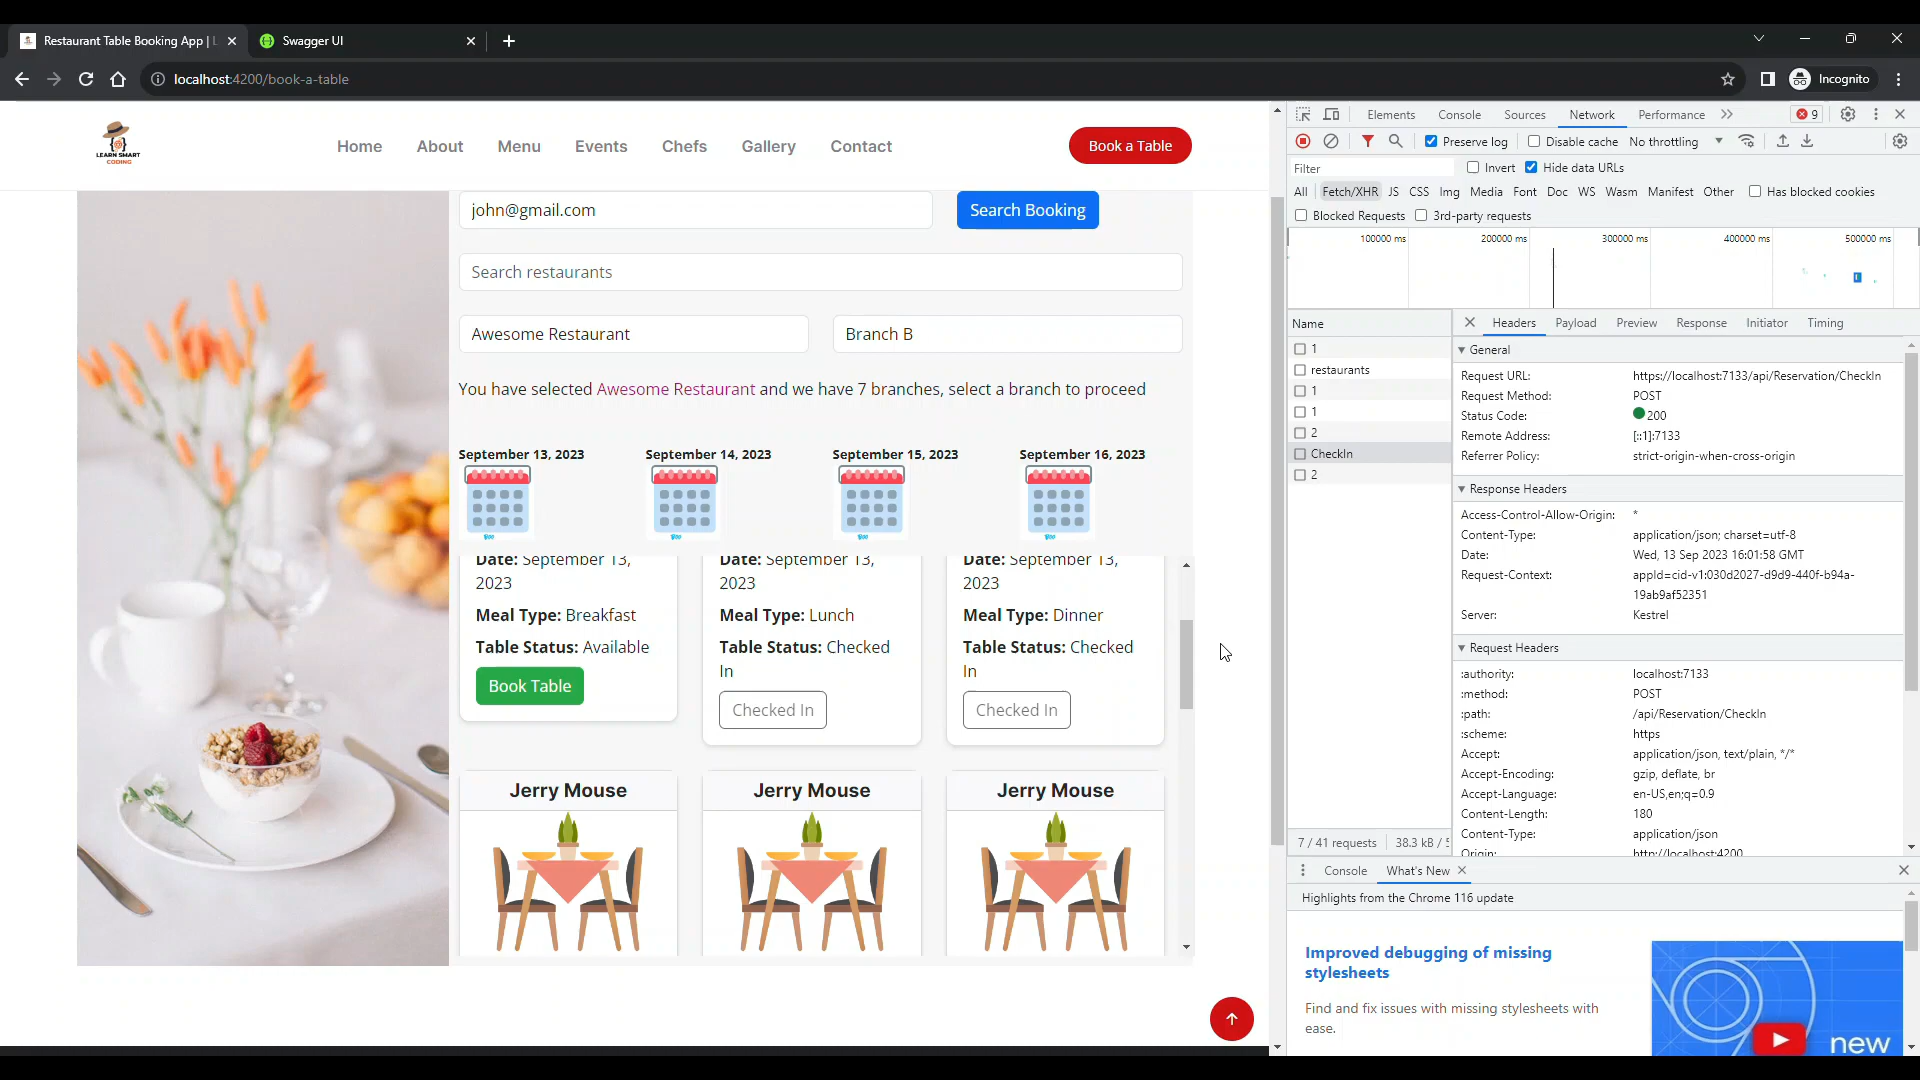 Restaurant Table Booking App | L
Swagger UI
localhost:4200/book-a-table
Incognito
LEARN SMART
CODING
Home
About
Menu
Events
Chefs
Gallery
Contact
Book a Table
john@gmail.com
Search Booking
Search restaurants
Awesome Restaurant
Branch B
You have selected Awesome Restaurant and we have 7 branches, select a branch to proceed
September 13, 2023
September 14, 2023
September 15, 2023
September 16, 2023
Date: September 13,
2023
Meal Type: Breakfast
Table Status: Available
Book Table
Date: September 13,
2023
Meal Type: Lunch
Table Status: Checked
In
Checked In
Date: September 13,
2023
Meal Type: Dinner
Table Status: Checked
In
Checked In
Jerry Mouse
Jerry Mouse
Jerry Mouse
Elements
Console
Sources
Network
Performance
9
Preserve log
Disable cache
No throttling
Filter
Invert
Hide data URLs
All
Fetch/XHR
JS
CSS
Img
Media
Font
Doc
WS
Wasm
Manifest
Other
Has blocked cookies
Blocked Requests
3rd-party requests
100000 ms
200000 ms
300000 ms
400000 ms
500000 ms
Name
1
restaurants
1
1
2
CheckIn
2
7 / 41 requests
38.3 kB / 5
Headers
Payload
Preview
Response
Initiator
Timing
General
Request URL: https://localhost:7133/api/Reservation/CheckIn
Request Method: POST
Status Code: 200
Remote Address: [::1]:7133
Referrer Policy: strict-origin-when-cross-origin
Response Headers
Access-Control-Allow-Origin: *
Content-Type: application/json; charset=utf-8
Date: Wed, 13 Sep 2023 16:01:58 GMT
Request-Context: appId=cid-v1:030d2027-d9d9-440f-b94a-
19ab9af52351
Server: Kestrel
Request Headers
:authority: localhost:7133
:method: POST
:path: /api/Reservation/CheckIn
:scheme: https
Accept: application/json, text/plain, */*
Accept-Encoding: gzip, deflate, br
Accept-Language: en-US,en;q=0.9
Content-Length: 180
Content-Type: application/json
Origin: http://localhost:4200
Console
What's New
Highlights from the Chrome 116 update
Improved debugging of missing
stylesheets
Find and fix issues with missing stylesheets with
ease.
new